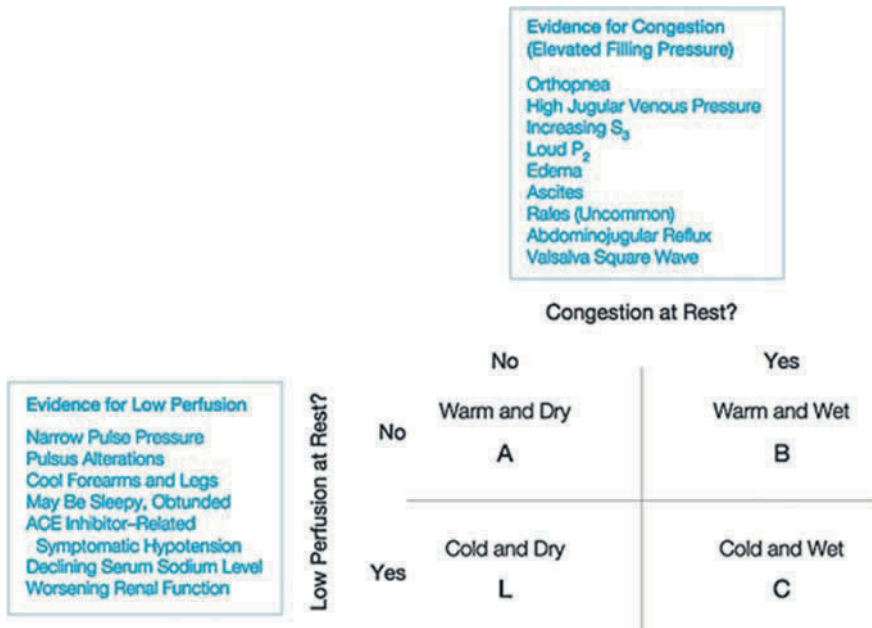 Evidence for Congestion
(Elevated Filling Pressure)
Orthopnea
High Jugular Venous Pressure
Increasing S₃
Loud P₂
Edema
Ascites
Rales (Uncommon)
Abdominojugular Reflux
Valsalva Square Wave
Congestion at Rest?
No
Yes
Evidence for Low Perfusion
Narrow Pulse Pressure
Pulsus Alterations
Cool Forearms and Legs
May Be Sleepy, Obtunded
ACE Inhibitor–Related
Symptomatic Hypotension
Declining Serum Sodium Level
Worsening Renal Function
Low Perfusion at Rest?
No
Warm and Dry
A
Warm and Wet
B
Yes
Cold and Dry
L
Cold and Wet
C